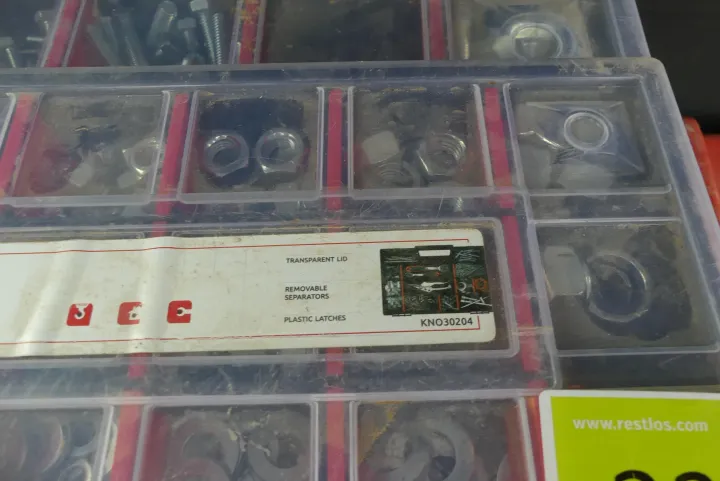 TRANSPARENT LID
REMOVABLE
SEPARATORS
PLASTIC LATCHES
KNO30204
www.restlos.com